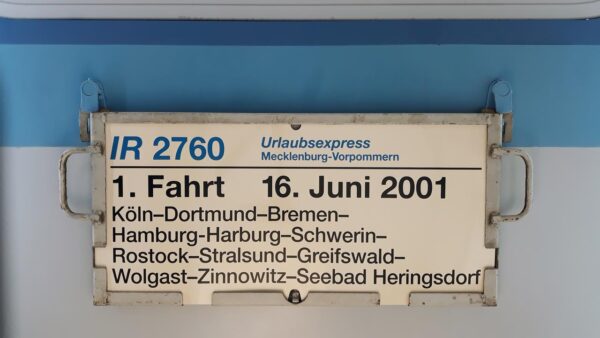 IR 2760 Urlaubsexpress
Mecklenburg-Vorpommern
1. Fahrt 16. Juni 2001
Köln–Dortmund–Bremen–
Hamburg-Harburg–Schwerin–
Rostock–Stralsund–Greifswald–
Wolgast–Zinnowitz–Seebad Heringsdorf